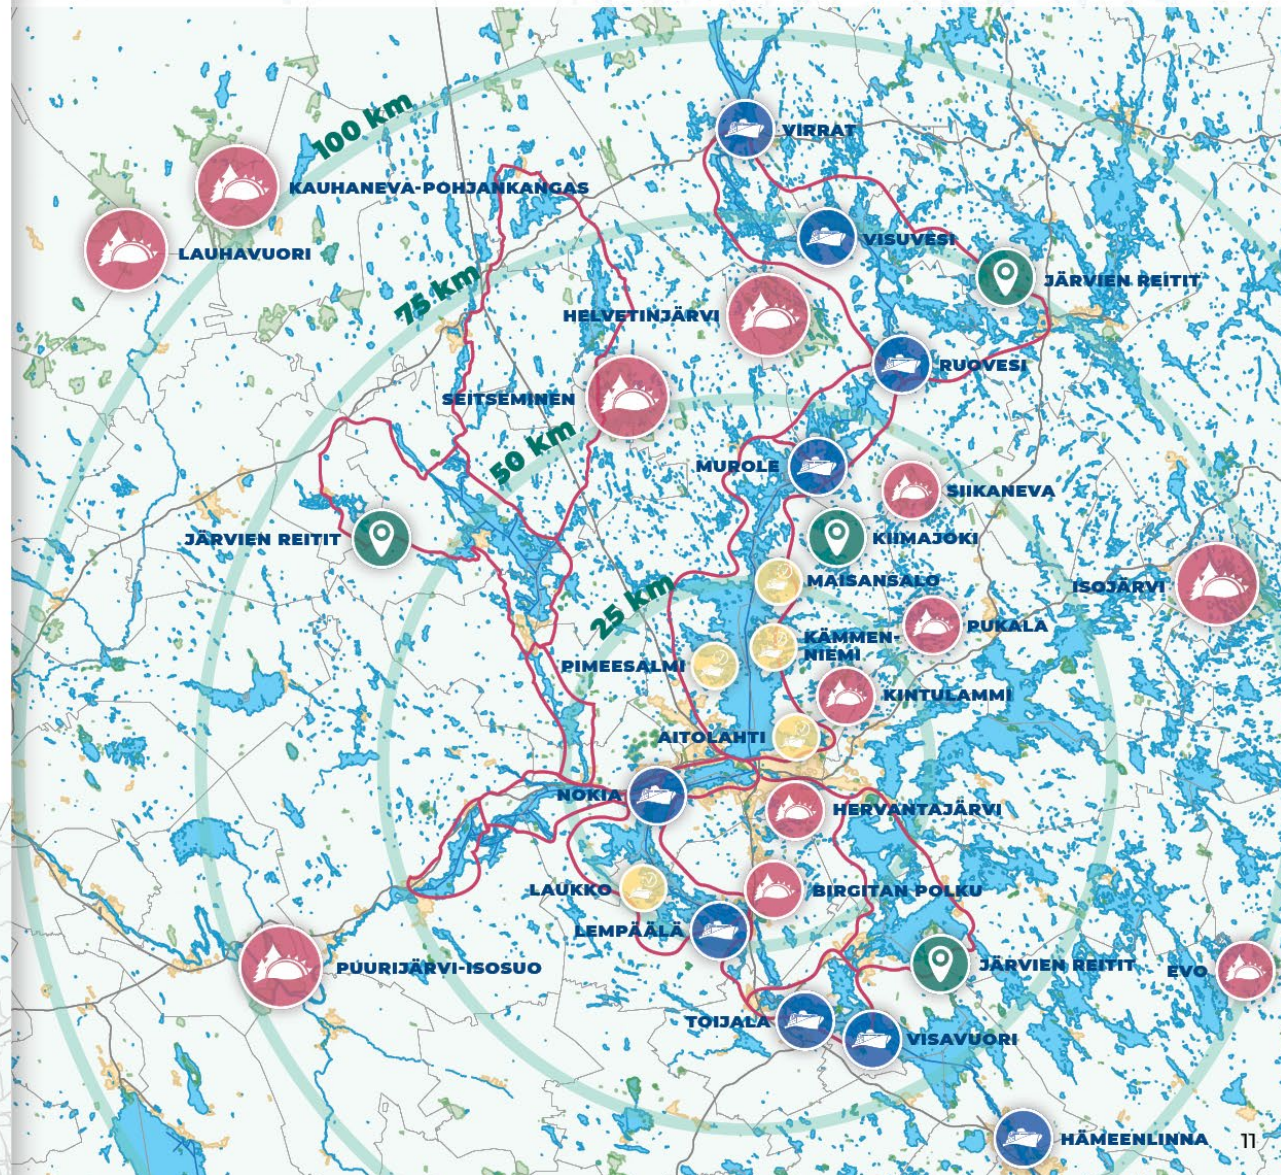 100 km
VIRRAT
KAUHANEVA-POHJANKANGAS
LAUHAVUORI
VISUVESI
75 km
JÄRVIEN REITIT
HELVETINJÄRVI
RUOVESI
SEITSEMINEN
50 km
MUROLE
SIIKANEVA
JÄRVIEN REITIT
KIIMAJOKI
MAISANSALO
ISOJÄRVI
25 km
PUKALA
KÄMMEN-
NIEMI
PIMEESALMI
KINTULAMMI
AITOLAHTI
NOKIA
HERVANTAJÄRVI
LAUKKO
BIRGITAN POLKU
LEMPÄÄLÄ
PUURIJÄRVI-ISOSUO
JÄRVIEN REITIT
EVO
TOIJALA
VISAVUORI
HÄMEENLINNA
11